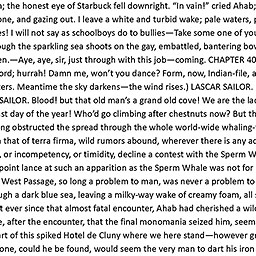 ; the honest eye of Starbuck fell downright. “In vain!” cried Ahab;
one, and gazing out. I leave a white and turbid wake; pale waters, p
es! I will not say as schoolboys do to bullies—Take some one of you
ough the sparkling sea shoots on the gay, embattled, bantering bow
en.—Aye, aye, sir, just through with this job—coming. CHAPTER 40
ord; hurrah! Damn me, won’t you dance? Form, now, Indian-file, a
ters. Meantime the sky darkens—the wind rises.) LASCAR SAILOR.
SAILOR. Blood! but that old man’s a grand old cove! We are the lac
st day of the year! Who’d go climbing after chestnuts now? But th
ng obstructed the spread through the whole world-wide whaling-
n that of terra firma, wild rumors abound, wherever there is any ac
, or incompetency, or timidity, decline a contest with the Sperm W
point lance at such an apparition as the Sperm Whale was not for
West Passage, so long a problem to man, was never a problem to
ugh a dark blue sea, leaving a milky-way wake of creamy foam, all s
t ever since that almost fatal encounter, Ahab had cherished a wild
e, after the encounter, that the final monomania seized him, seem
rt of this spiked Hotel de Cluny where we here stand—however g
one, could he be found, would seem the very man to dart his iron